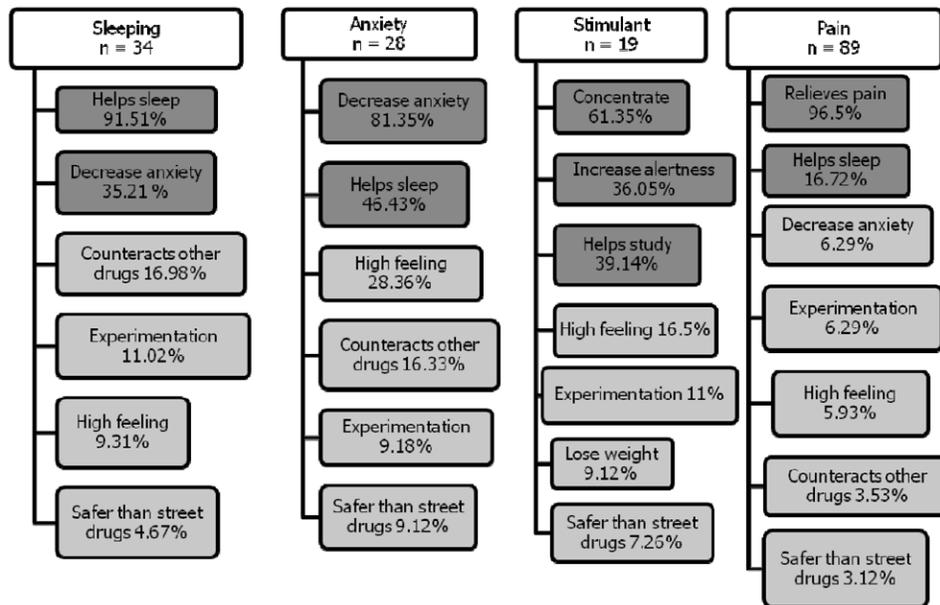 Sleeping
n = 34
Helps sleep
91.51%
Decrease anxiety
35.21 %
Counteracts other
drugs 16.98%
Experimentation
11.02%
High feeling
9.31%
Safer than street
drugs 4.67%
Anxiety
n = 28
Decrease anxiety
81.35%
Helps sleep
46.43%
High feeling
28.36%
Counteracts other
drugs 16.33%
Experimentation
9.18%
Safer than street
drugs 9.12%
Stimulant
n = 19
Concentrate
61.35%
Increase alertness
36.05%
Helps study
39.14%
High feeling 16.5%
Experimentation 11%
Lose weight
9.12%
Safer than street
drugs 7.26%
Pain
n = 89
Relieves pain
96.5%
Helps sleep
16.72%
Decrease anxiety
6.29%
Experimentation
6.29%
High feeling
5.93%
Counteracts other
drugs 3.53%
Safer than street
drugs 3.12%